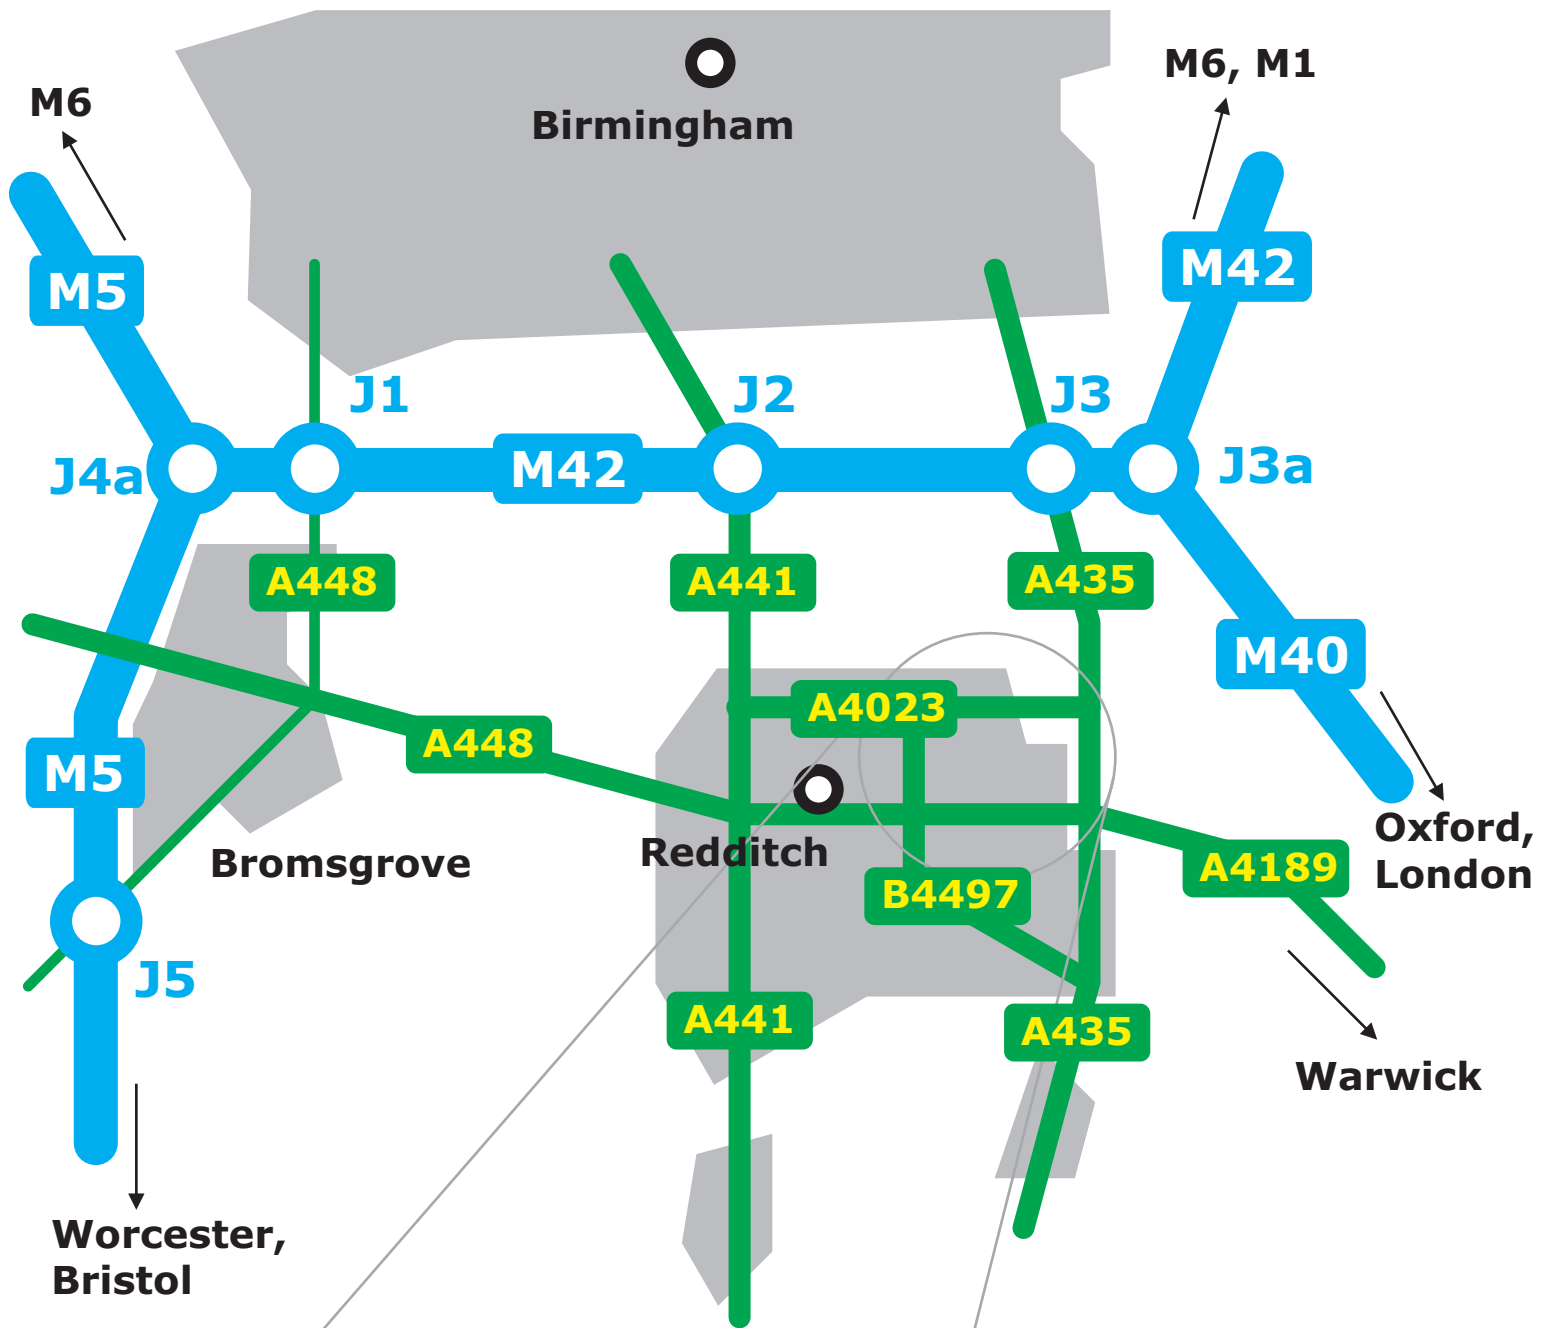 M6, M1
M6
Birmingham
M42
M5
J1
J2
J3
J4a
M42
J3a
A448
A441
A435
M40
A4023
A448
M5
Oxford,
London
Redditch
Bromsgrove
A4189
B4497
J5
A441
A435
Warwick
Worcester,
Bristol